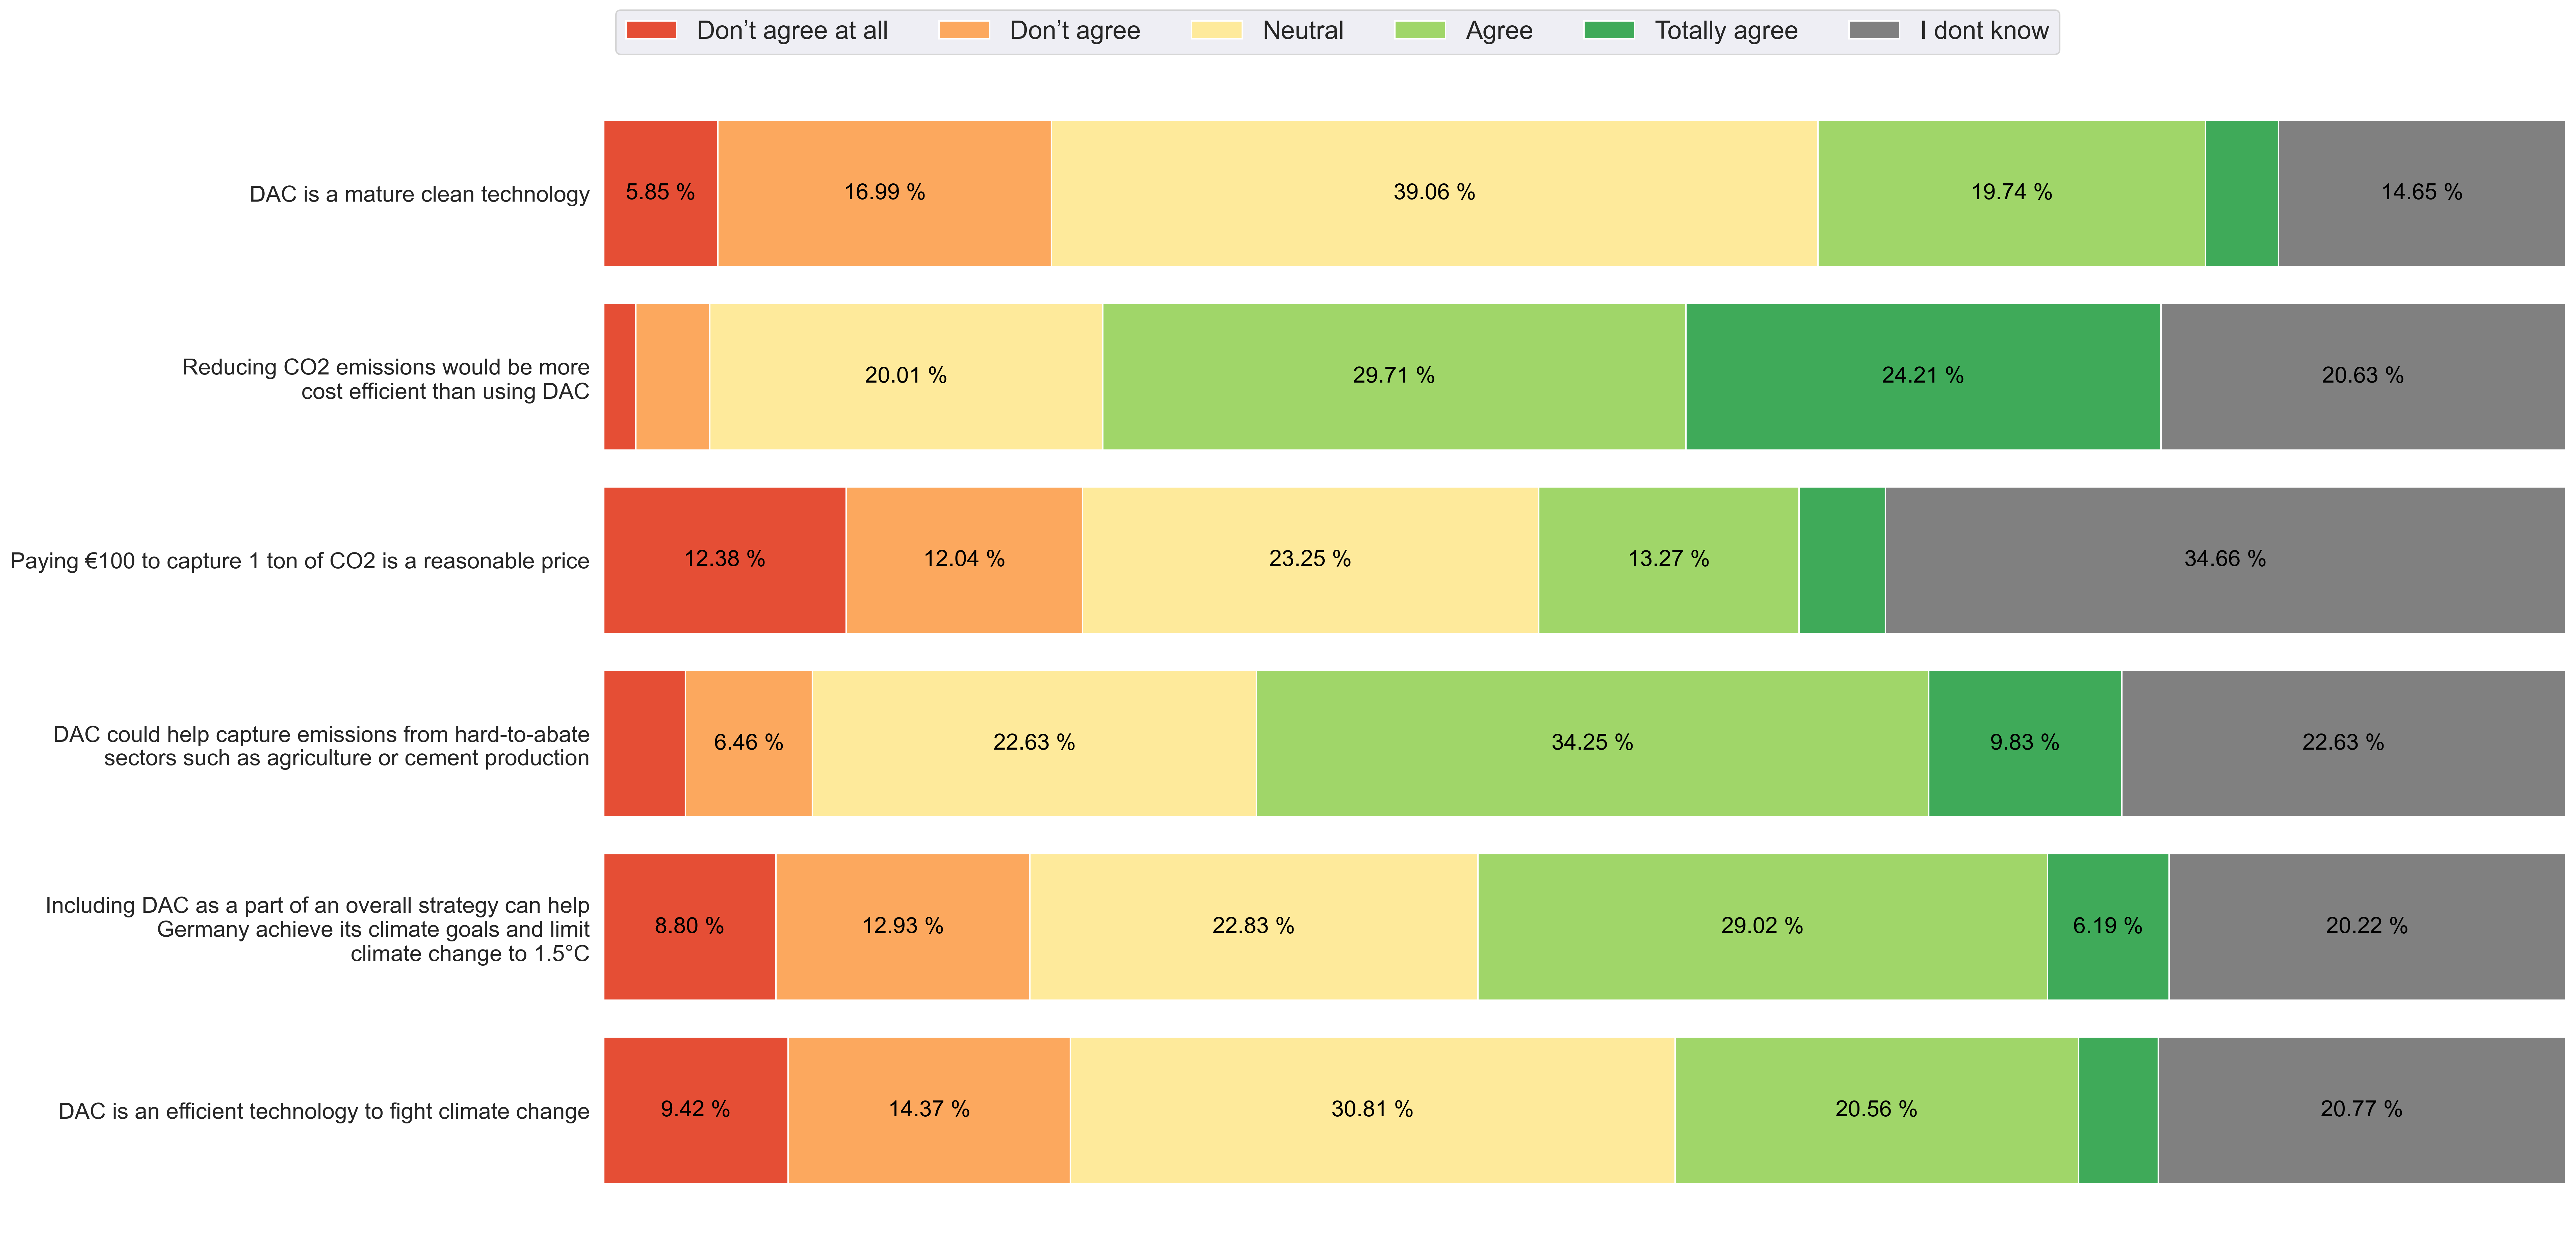 Don’t agree at all Don’t agree Neutral Agree Totally agree I dont know
DAC is a mature clean technology
5.85 % 16.99 % 39.06 % 19.74 % 14.65 %
Reducing CO2 emissions would be more
cost efficient than using DAC
20.01 % 29.71 % 24.21 % 20.63 %
Paying €100 to capture 1 ton of CO2 is a reasonable price
12.38 % 12.04 % 23.25 % 13.27 % 34.66 %
DAC could help capture emissions from hard-to-abate
sectors such as agriculture or cement production
6.46 % 22.63 % 34.25 % 9.83 % 22.63 %
Including DAC as a part of an overall strategy can help
Germany achieve its climate goals and limit
climate change to 1.5°C
8.80 % 12.93 % 22.83 % 29.02 % 6.19 % 20.22 %
DAC is an efficient technology to fight climate change
9.42 % 14.37 % 30.81 % 20.56 % 20.77 %